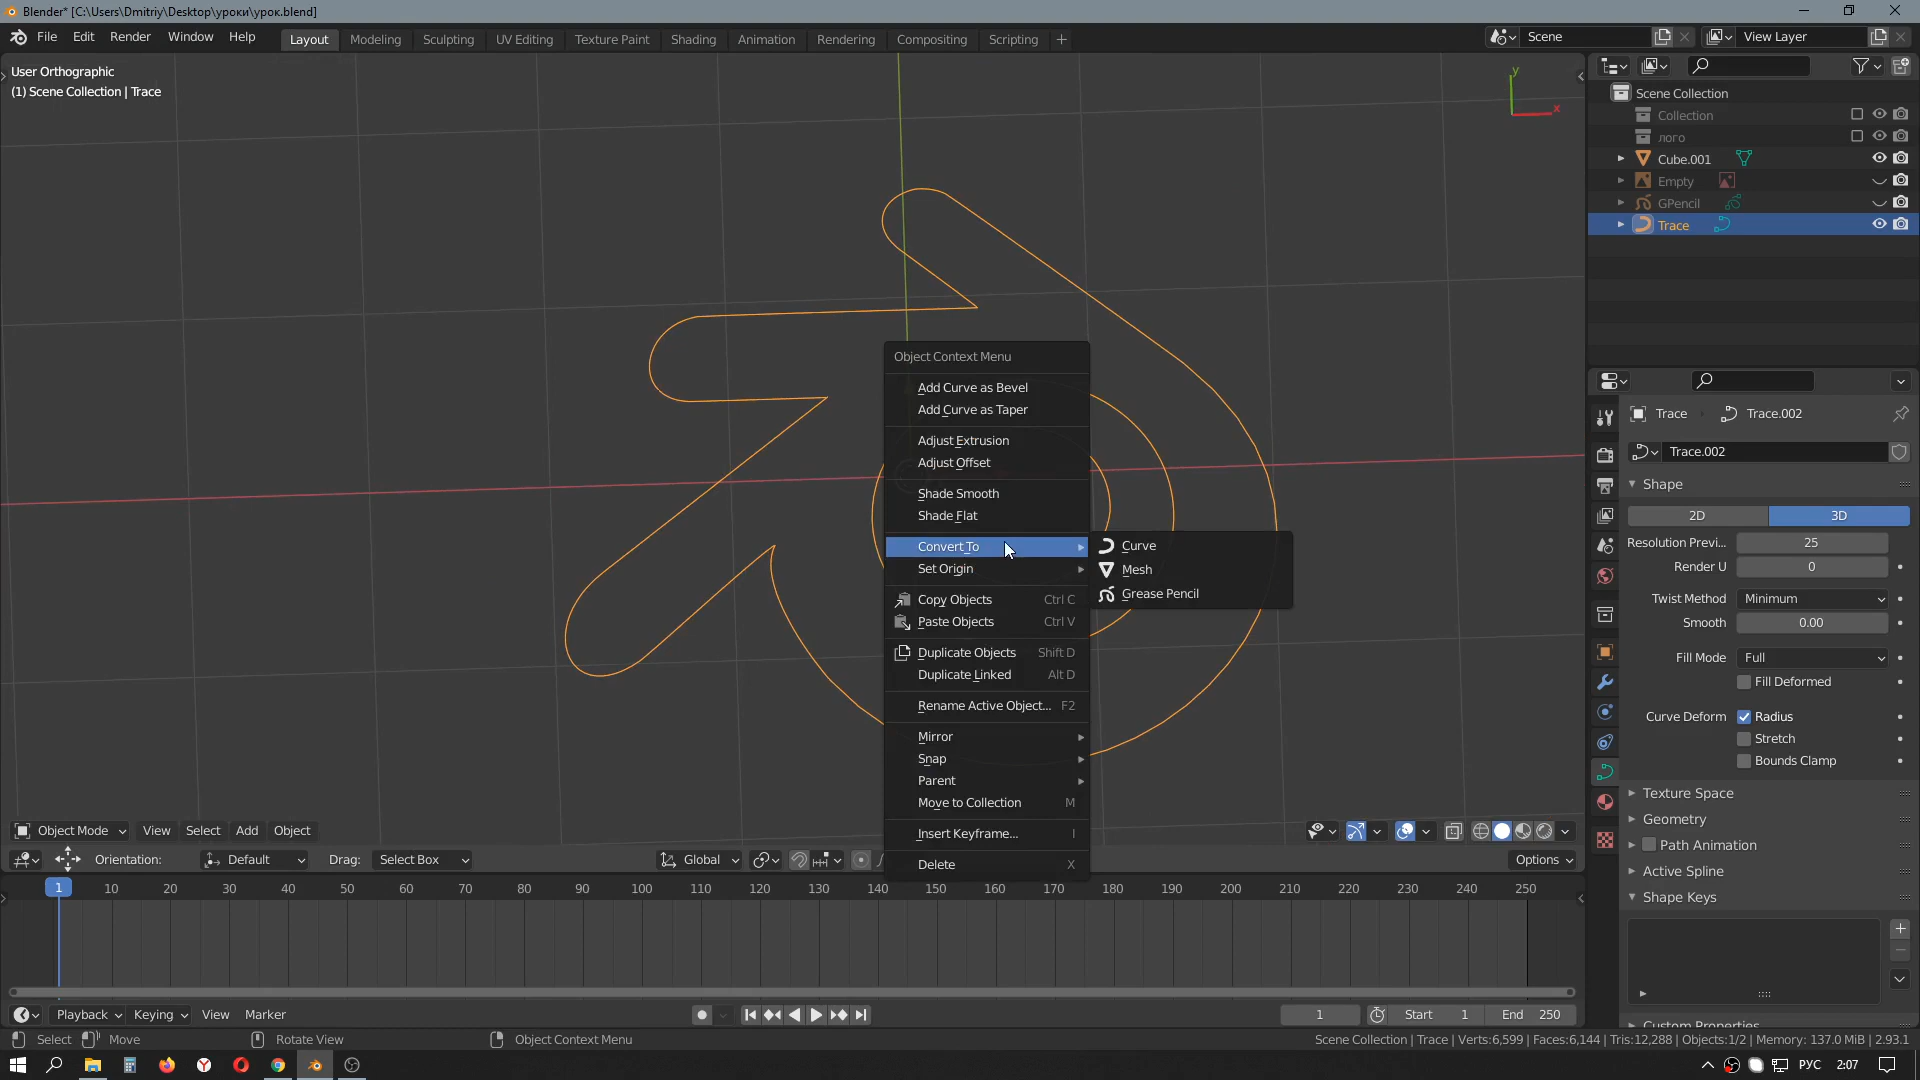 Blender* [C:\Users\Dmitriy\Desktop\уроки\урок.blend]
File Edit Render Window Help Layout Modeling Sculpting UV Editing Texture Paint Shading Animation Rendering Compositing Scripting + Scene View Layer
User Orthographic
(1) Scene Collection | Trace
y
x
Scene Collection
Collection
лого
Cube.001
Empty
GPencil
Trace
Object Context Menu
Add Curve as Bevel
Add Curve as Taper
Adjust Extrusion
Adjust Offset
Shade Smooth
Shade Flat
Convert To
Set Origin
Copy Objects Ctrl C
Paste Objects Ctrl V
Duplicate Objects Shift D
Duplicate Linked Alt D
Rename Active Object... F2
Mirror
Snap
Parent
Move to Collection M
Insert Keyframe... I
Delete X
Curve
Mesh
Grease Pencil
Trace Trace.002
Trace.002
Shape
2D 3D
Resolution Previ... 25
Render U 0
Twist Method Minimum
Smooth 0.00
Fill Mode Full
Fill Deformed
Curve Deform Radius
Stretch
Bounds Clamp
Texture Space
Geometry
Path Animation
Active Spline
Shape Keys
Custom Properties
Object Mode View Select Add Object
Orientation: Default Drag: Select Box Global Options
1 10 20 30 40 50 60 70 80 90 100 110 120 130 140 150 160 170 180 190 200 210 220 230 240 250
Playback Keying View Marker 1 Start 1 End 250
Select Move Rotate View Object Context Menu Scene Collection | Trace | Verts:6,599 | Faces:6,144 | Tris:12,288 | Objects:1/2 | Memory: 137.0 MiB | 2.93.1
РУС 2:07